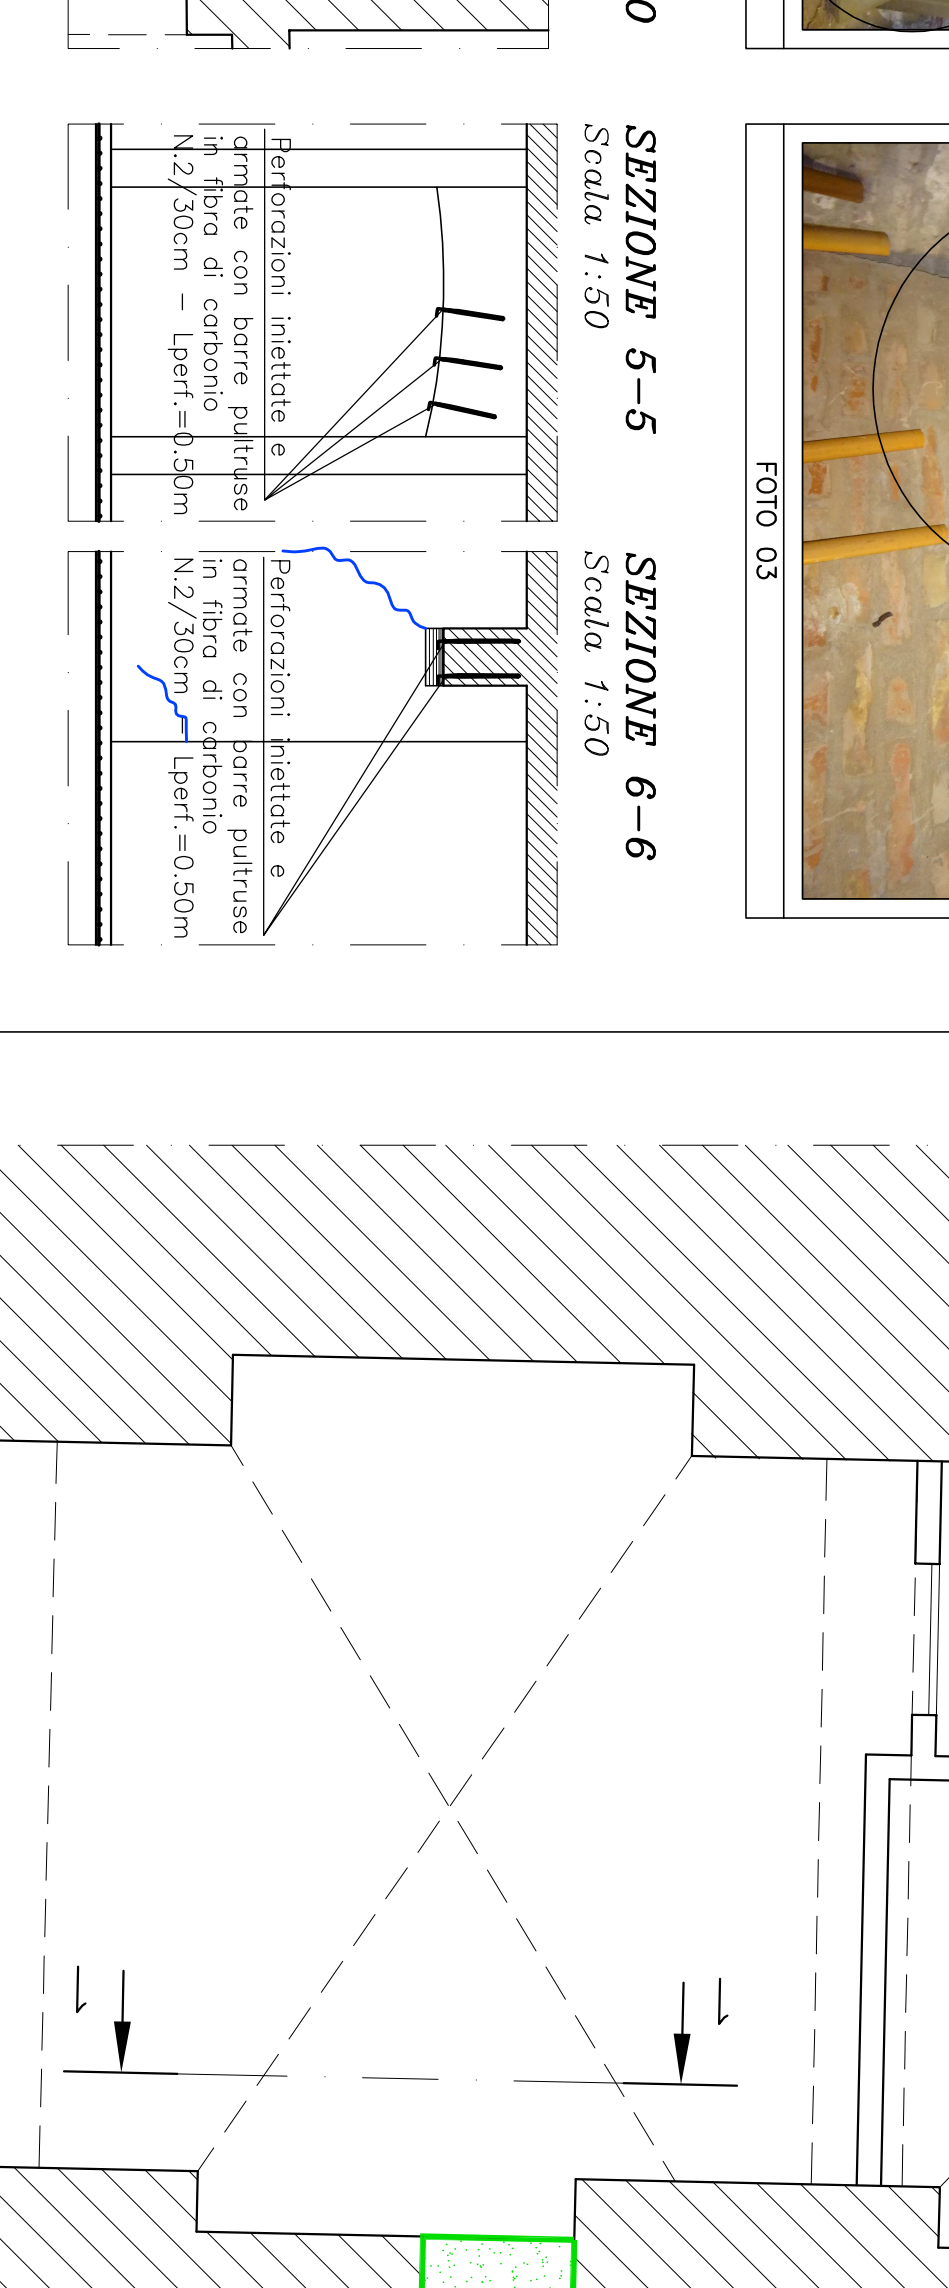 SEZIONE 5-5
Scala 1:50
Perforazioni iniettate e
armate con barre pultruse
in fibra di carbonio
N.2/30cm - Lperf.=0.50m
SEZIONE 6-6
Scala 1:50
Perforazioni iniettate e
armate con barre pultruse
in fibra di carbonio
N.2/30cm - Lperf.=0.50m
FOTO 03
1
1